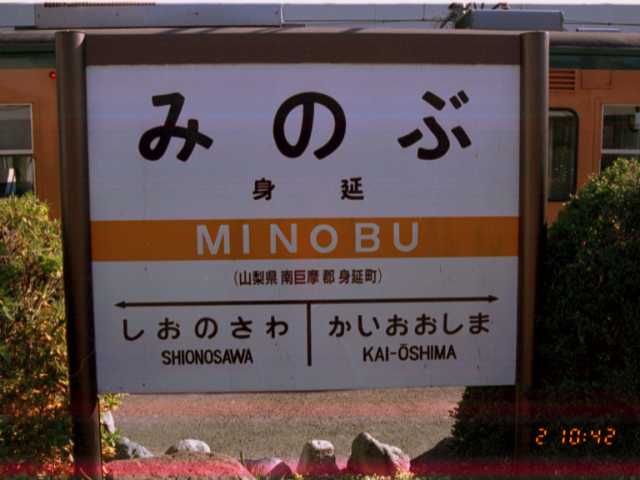 みのぶ
身延
MINOBU
(山梨県南巨摩郡身延町)
しおのさわ かいおおしま
SHIONOSAWA KAI-ŌSHIMA
2 10:42